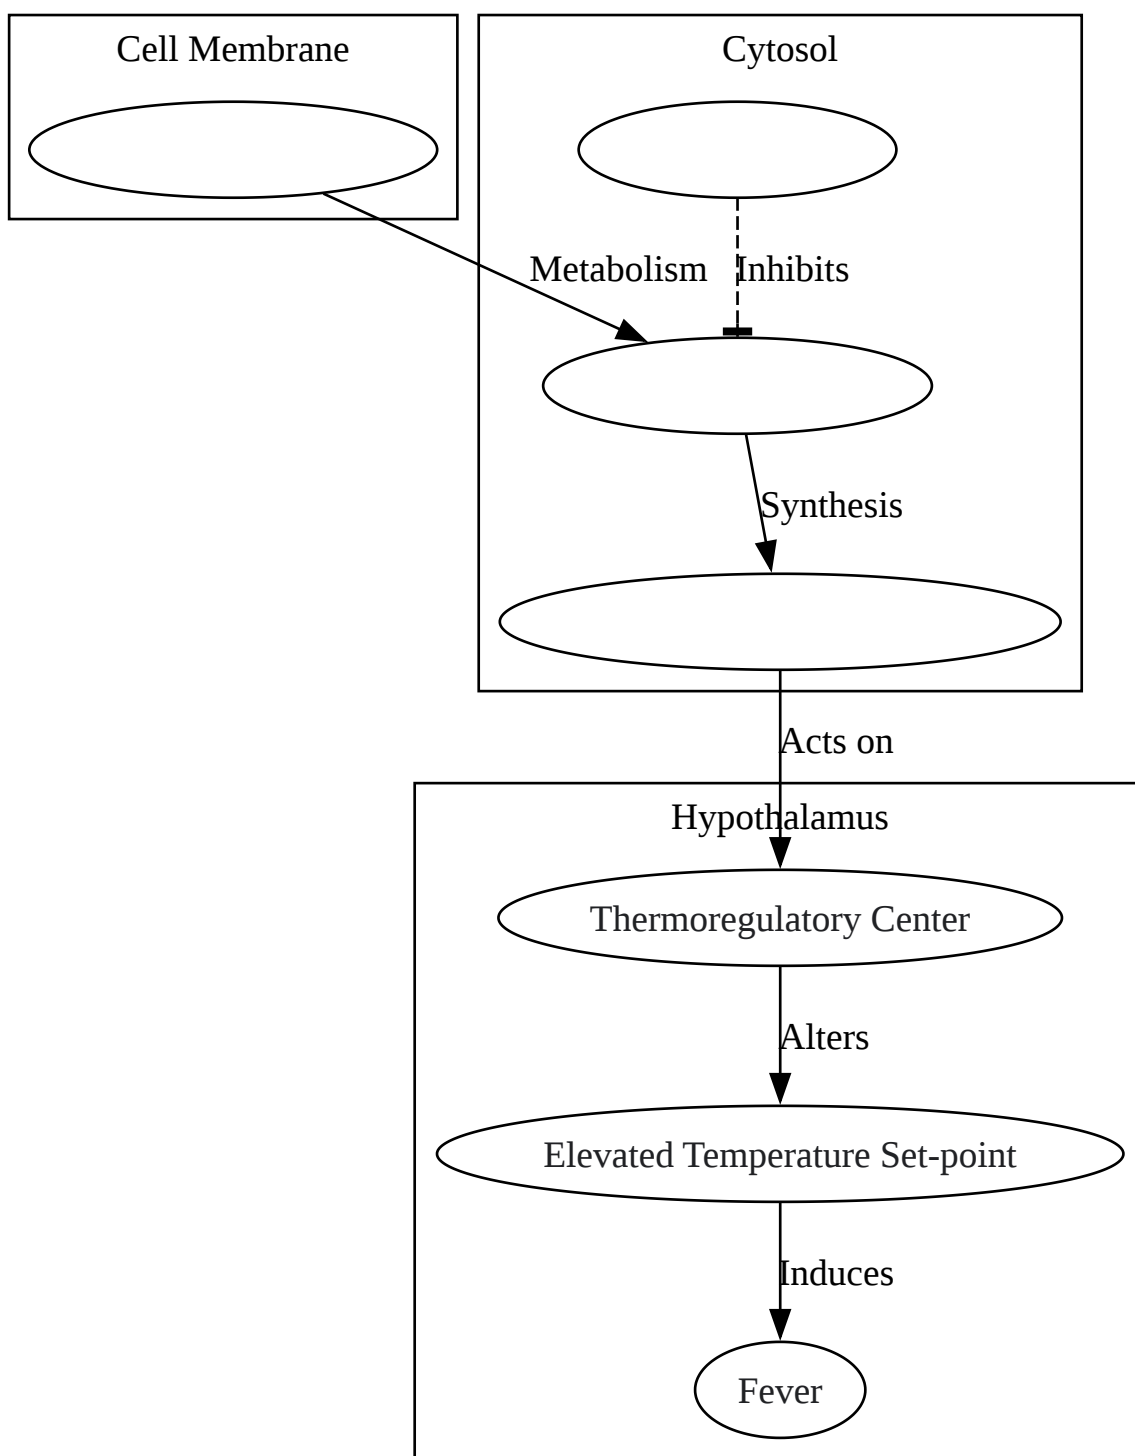 Cell Membrane
Cytosol
Metabolism
Inhibits
Synthesis
Acts on
Hypothalamus
Thermoregulatory Center
Alters
Elevated Temperature Set-point
Induces
Fever